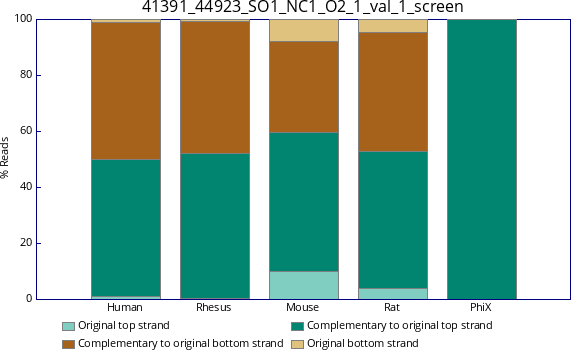 41391_44923_SO1_NC1_O2_1_val_1_screen
100
80
60
40
20
0
% Reads
Human Rhesus Mouse Rat PhiX
Original top strand Complementary to original top strand
Complementary to original bottom strand Original bottom strand